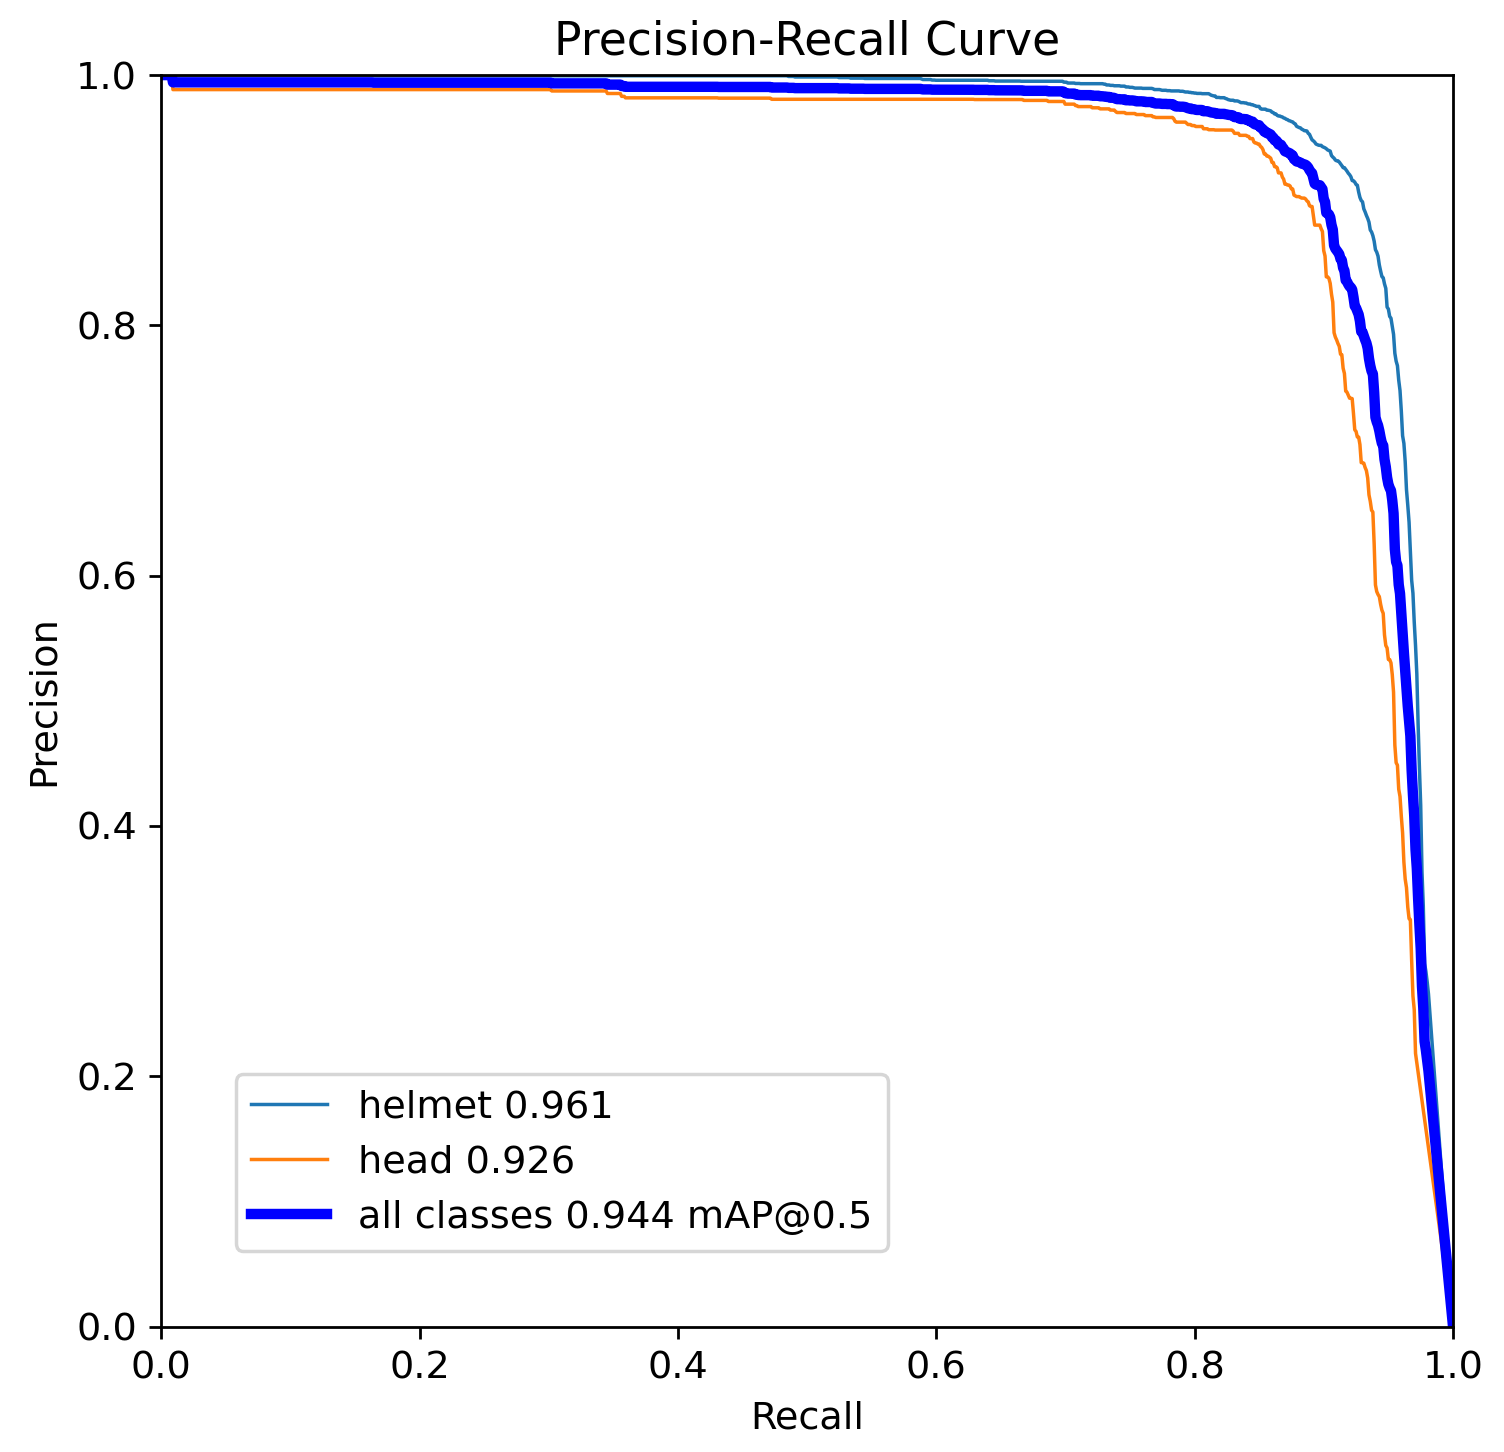 Precision-Recall Curve
1.0
0.8
0.6
0.4
0.2
0.0
Precision
helmet 0.961
head 0.926
all classes 0.944 mAP@0.5
0.0 0.2 0.4 0.6 0.8 1.0
Recall